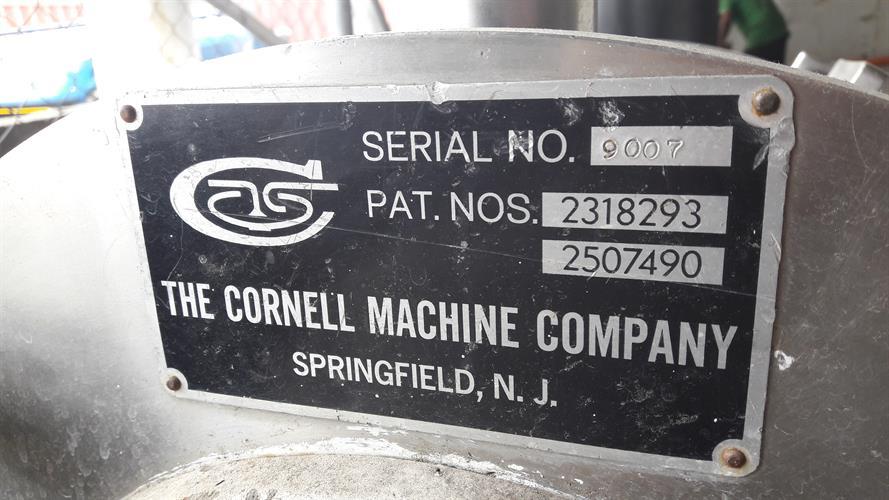 SERIAL NO. 9007
PAT. NOS. 2318293
2507490
THE CORNELL MACHINE COMPANY
SPRINGFIELD, N. J.